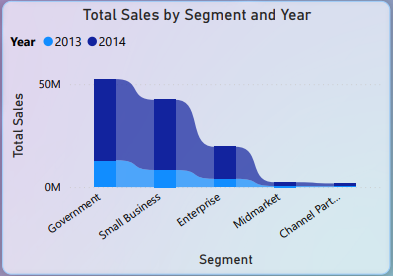 Total Sales by Segment and Year
Year 2013 2014
50M
0M
Total Sales
Government
Small Business
Enterprise
Midmarket
Channel Part...
Segment